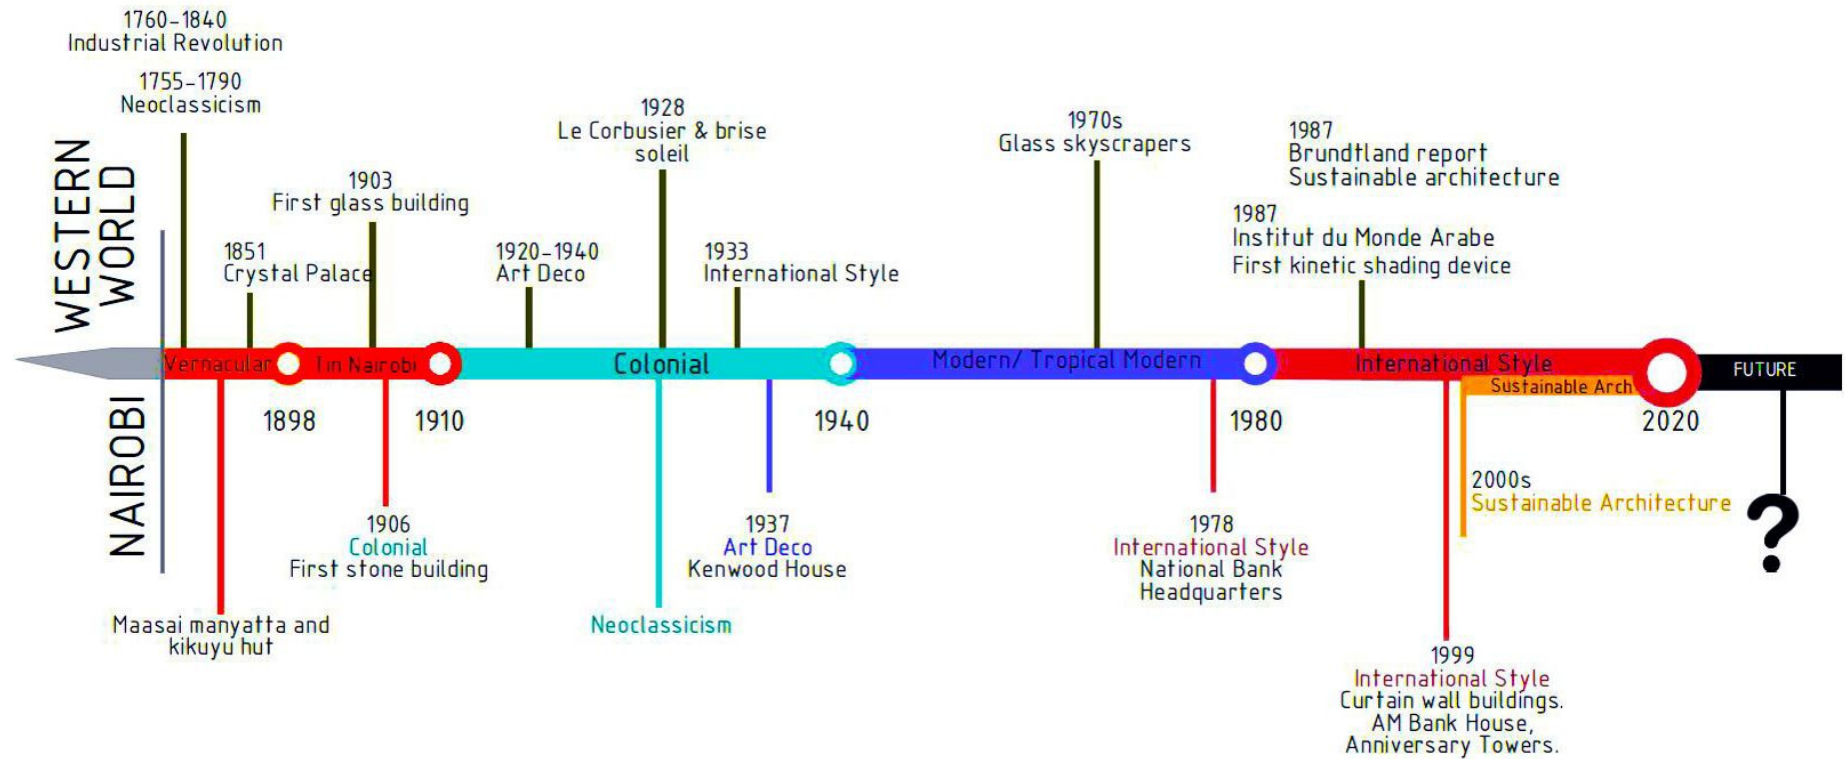 1760-1840
Industrial Revolution
1755-1790
Neoclassicism
WESTERN
WORLD
1851
Crystal Palace
1903
First glass building
1920-1940
Art Deco
1928
Le Corbusier & brise
soleil
1933
International Style
1970s
Glass skyscrapers
1987
Brundtland report
Sustainable architecture
1987
Institut du Monde Arabe
First kinetic shading device
Vernacular
Tin Nairobi
Colonial
Modern/ Tropical Modern
International Style
Sustainable Arch
FUTURE
1898
1910
1940
1980
2020
NAIROBI
Maasai manyatta and
kikuyu hut
1906
Colonial
First stone building
Neoclassicism
1937
Art Deco
Kenwood House
1978
International Style
National Bank
Headquarters
1999
International Style
Curtain wall buildings.
AM Bank House,
Anniversary Towers.
2000s
Sustainable Architecture
?